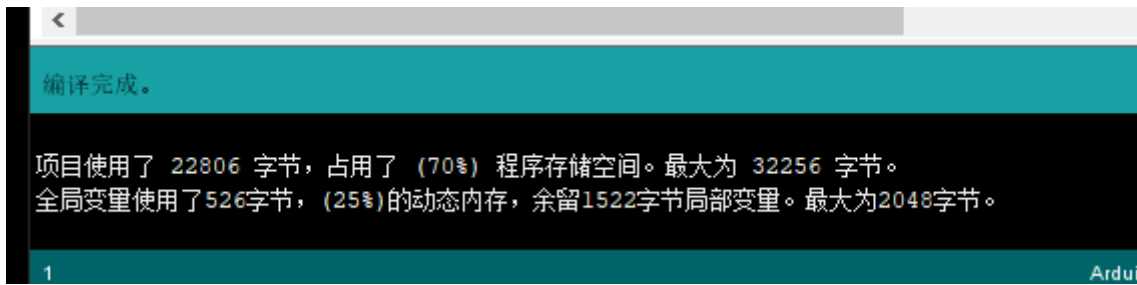 编译完成。
项目使用了 22806 字节，占用了 (70%) 程序存储空间。最大为 32256 字节。
全局变量使用了526字节，(25%)的动态内存，余留1522字节局部变量。最大为2048字节。
1
Ardui